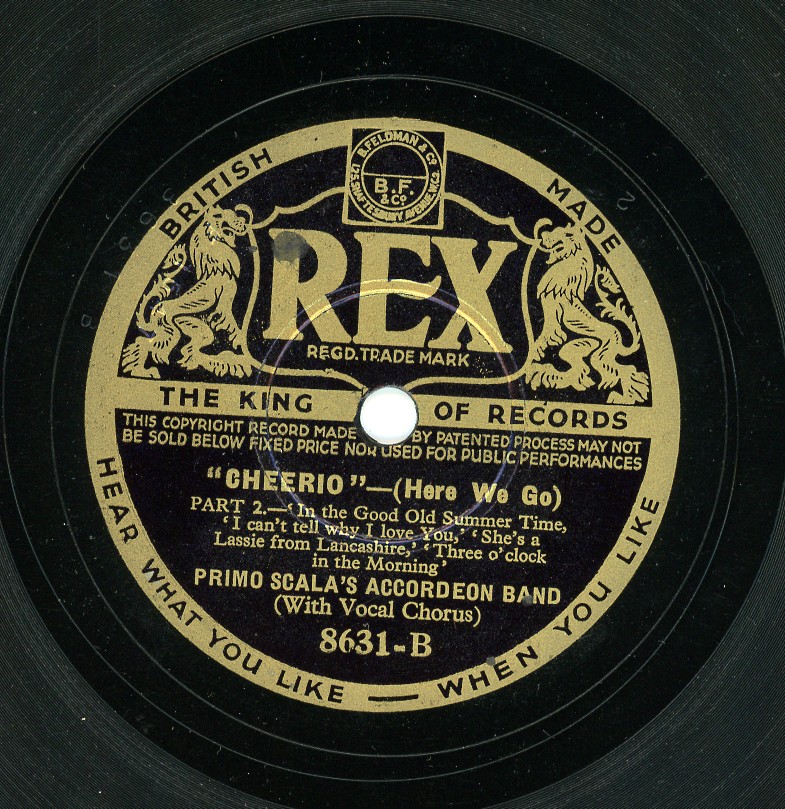 BRITISH MADE
B. FELDMAN & Co
125, SHAFTESBURY AVENUE, W.C.2
B.F.
& Co
REX
REGD. TRADE MARK
THE KING OF RECORDS
THIS COPYRIGHT RECORD MADE BY PATENTED PROCESS MAY NOT
BE SOLD BELOW FIXED PRICE NOR USED FOR PUBLIC PERFORMANCES
"CHEERIO"—(Here We Go)
PART 2.—'In the Good Old Summer Time,
'I can't tell why I love You,' 'She's a
Lassie from Lancashire,' 'Three o'clock
in the Morning'
PRIMO SCALA'S ACCORDEON BAND
(With Vocal Chorus)
8631-B
HEAR WHAT YOU LIKE — WHEN YOU LIKE